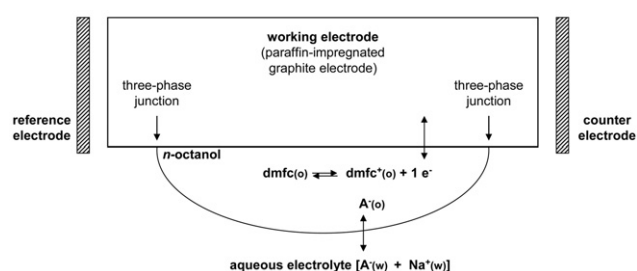 working electrode
(paraffin-impregnated
graphite electrode)
three-phase
junction
three-phase
junction
reference
electrode
counter
electrode
n-octanol
dmfc(o) ⇌ dmfc⁺(o) + 1 e⁻
A⁻(o)
aqueous electrolyte [A⁻(w) + Na⁺(w)]